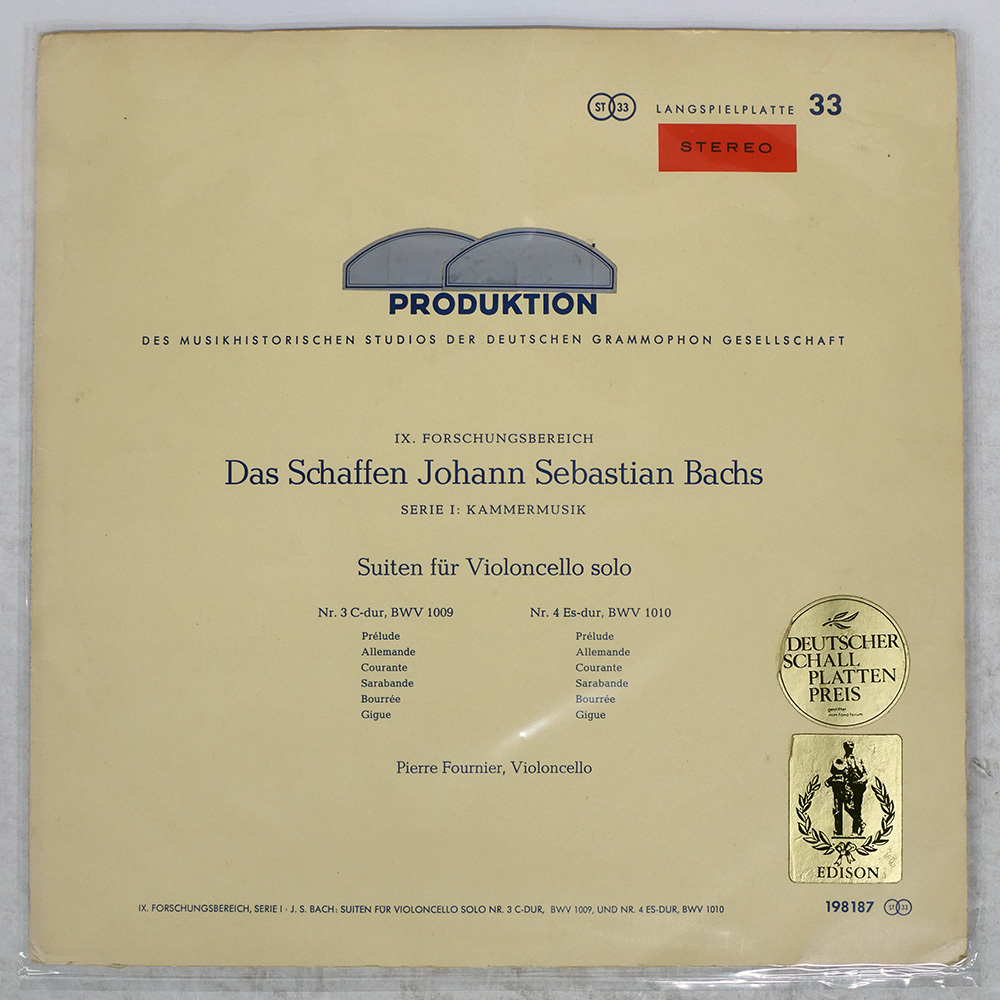 ST 33 LANGSPIELPLATTE 33
STEREO
PRODUKTION
DES MUSIKHISTORISCHEN STUDIOS DER DEUTSCHEN GRAMMOPHON GESELLSCHAFT
IX. FORSCHUNGSBEREICH
Das Schaffen Johann Sebastian Bachs
SERIE I: KAMMERMUSIK
Suiten für Violoncello solo
Nr. 3 C-dur, BWV 1009
Prélude
Allemande
Courante
Sarabande
Bourrée
Gigue
Nr. 4 Es-dur, BWV 1010
Prélude
Allemande
Courante
Sarabande
Bourrée
Gigue
Pierre Fournier, Violoncello
DEUTSCHER
SCHALL
PLATTEN
PREIS
gestiftet
vom fono forum
EDISON
IX. FORSCHUNGSBEREICH, SERIE I - J. S. BACH: SUITEN FÜR VIOLONCELLO SOLO NR. 3 C-DUR, BWV 1009, UND NR. 4 ES-DUR, BWV 1010
198187 ST 33